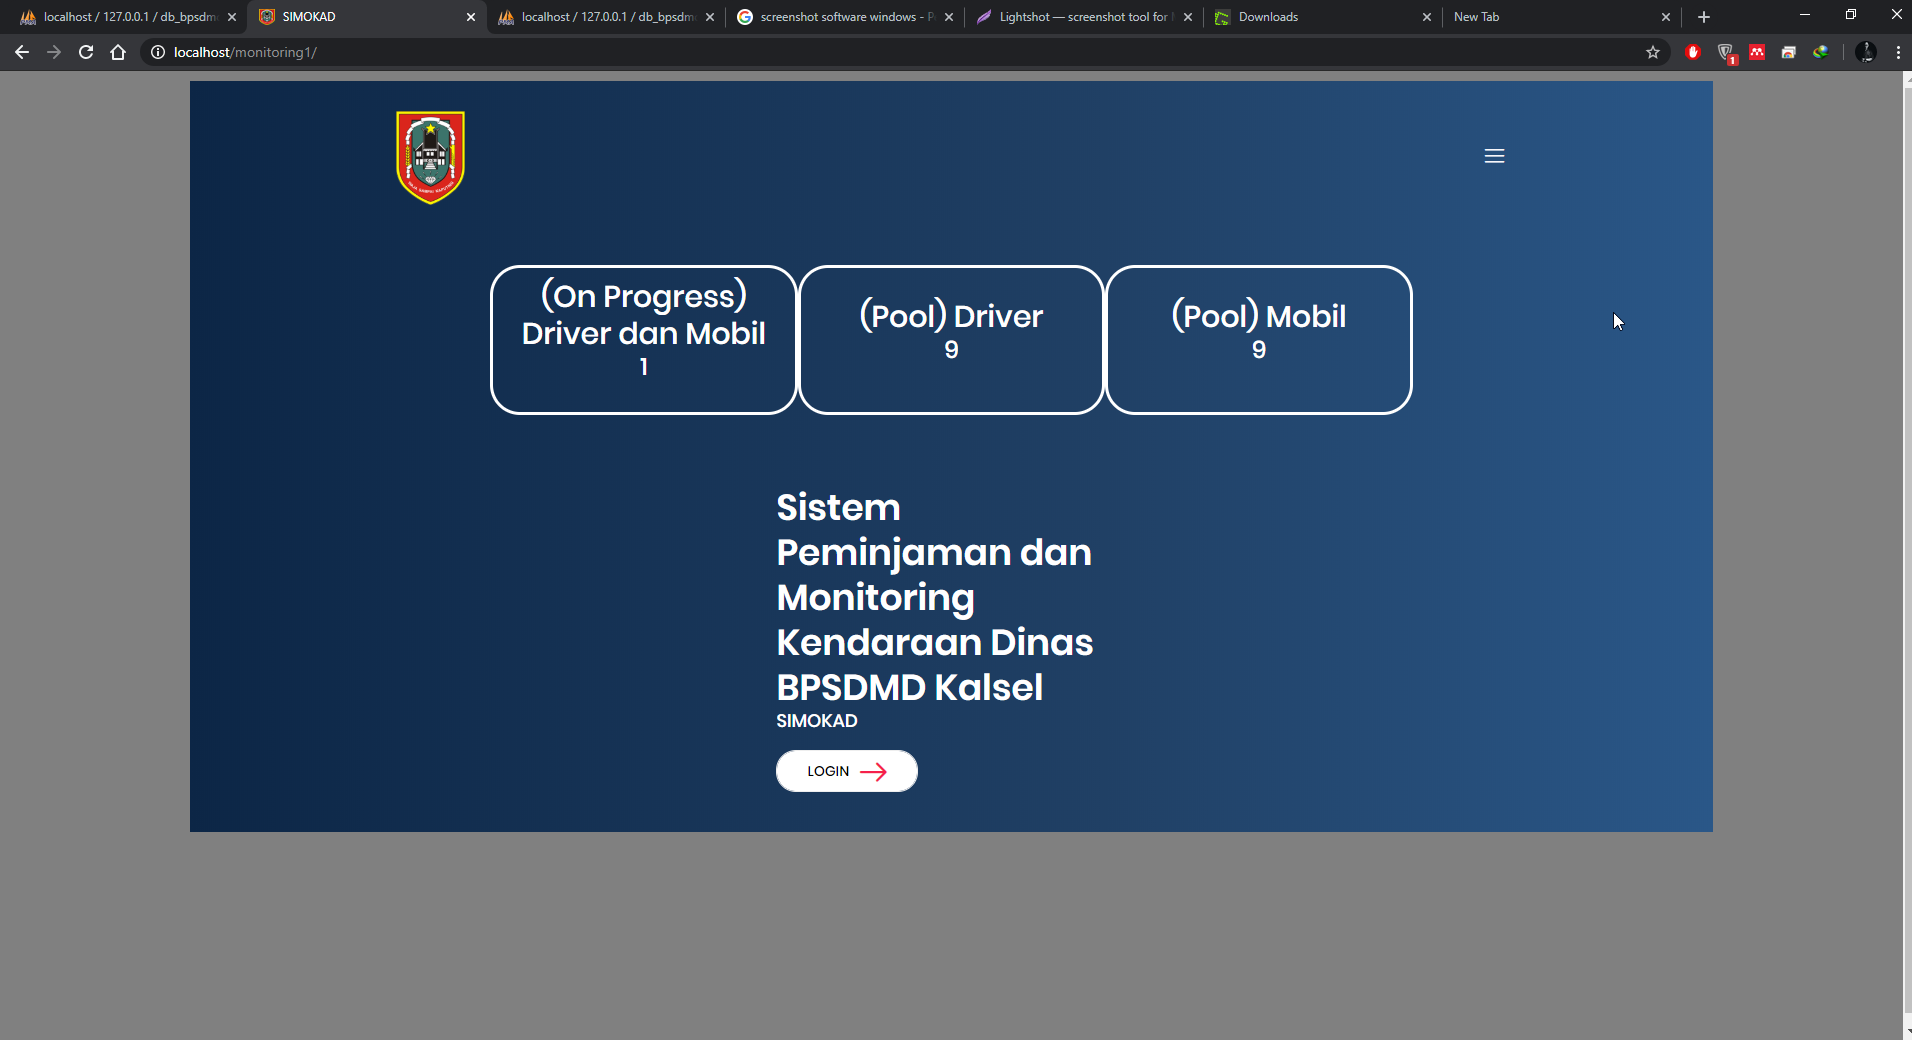 localhost / 127.0.0.1 / db_bpsdm
SIMOKAD
localhost / 127.0.0.1 / db_bpsdm
screenshot software windows - P
Lightshot — screenshot tool for
Downloads
New Tab
localhost/monitoring1/
1
(On Progress)
Driver dan Mobil
1
(Pool) Driver
9
(Pool) Mobil
9
Sistem
Peminjaman dan
Monitoring
Kendaraan Dinas
BPSDMD Kalsel
SIMOKAD
LOGIN